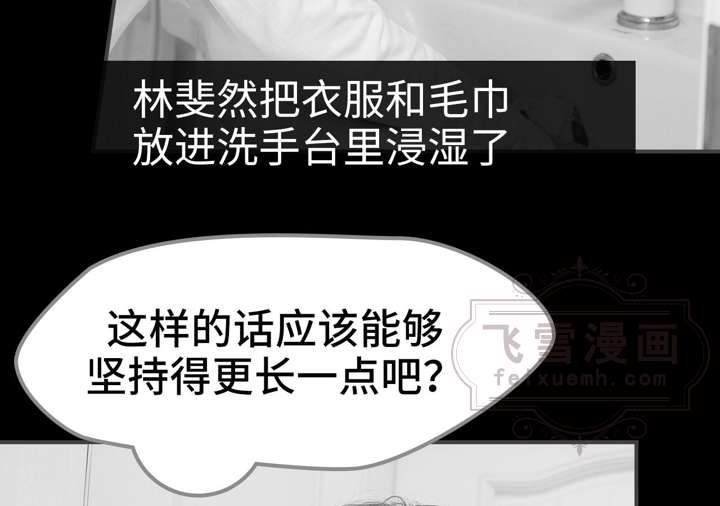 林斐然把衣服和毛巾
放进洗手台里浸湿了
这样的话应该能够
坚持得更长一点吧？
飞雪漫画
feixuemh.com